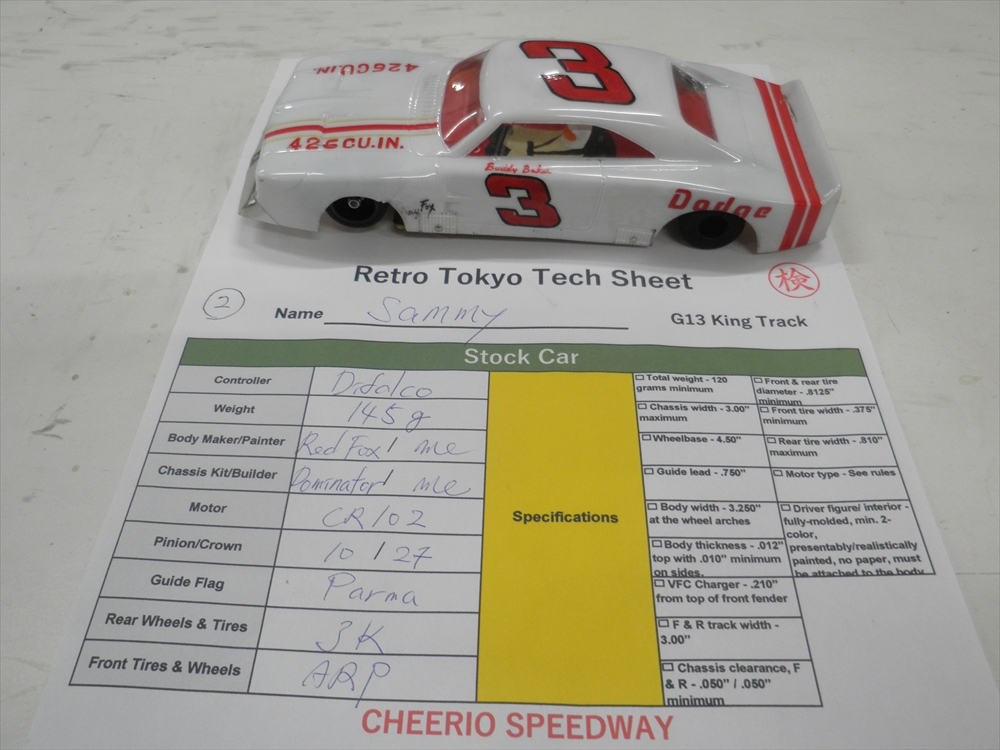 426CU.IN.
3
426CU.IN.
Buddy Baker
3
Fox
Dodge
Retro Tokyo Tech Sheet
検
2
Name Sammy
G13 King Track
Stock Car
Controller Difalco
Weight 145g
Body Maker/Painter Red Fox / me
Chassis Kit/Builder Dominator / me
Motor CR102
Pinion/Crown 10 / 27
Guide Flag Parma
Rear Wheels & Tires JK
Front Tires & Wheels ARP
Specifications
Total weight - 120
grams minimum
Chassis width - 3.00"
maximum
Wheelbase - 4.50"
Guide lead - .750"
Body width - 3.250"
at the wheel arches
Body thickness - .012"
top with .010" minimum
on sides.
VFC Charger - .210"
from top of front fender
F & R track width -
3.00"
Chassis clearance, F
& R - .050" / .050"
minimum
Front & rear tire
diameter - .8125"
minimum
Front tire width - .375"
minimum
Rear tire width - .810"
maximum
Motor type - See rules
Driver figure/ interior -
fully-molded, min. 2-
color,
presentably/realistically
painted, no paper, must
be attached to the body
CHEERIO SPEEDWAY